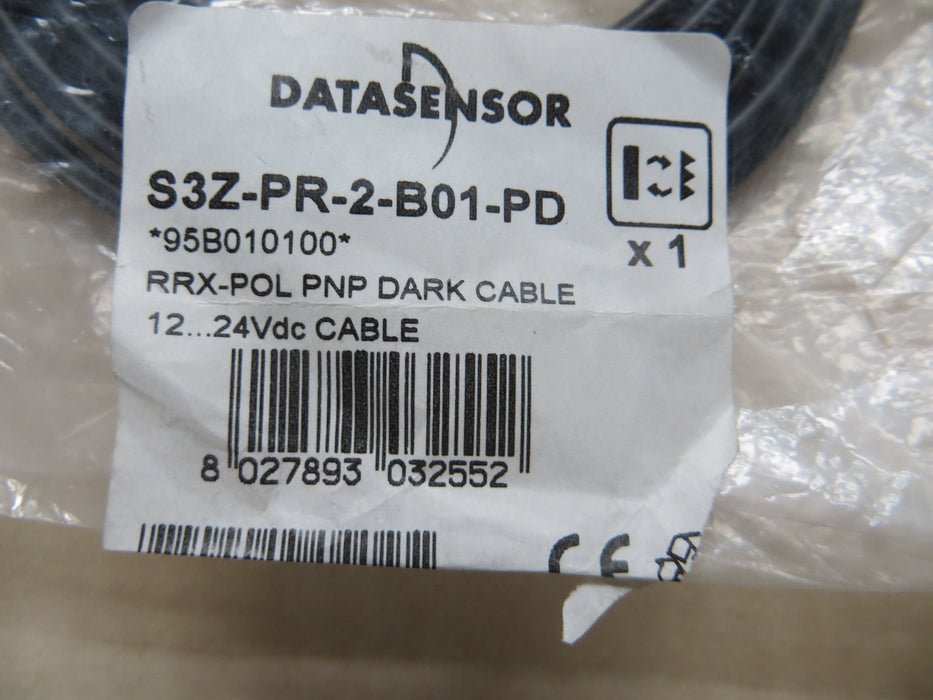 DATASENSOR
S3Z-PR-2-B01-PD
*95B010100*
x 1
RRX-POL PNP DARK CABLE
12...24Vdc CABLE
8 027893 032552
CE